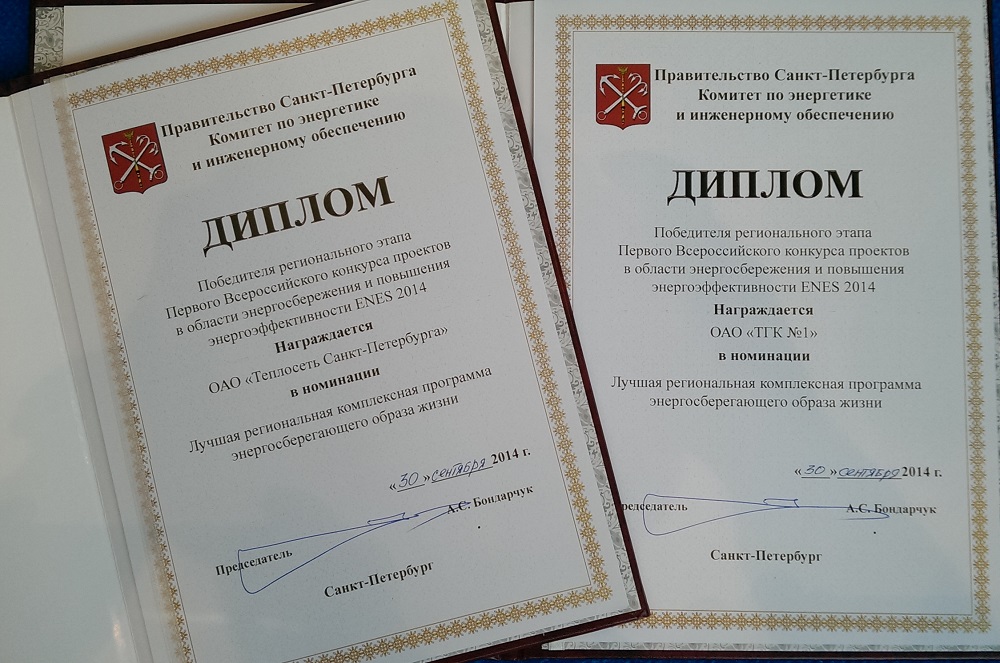 Правительство Санкт-Петербурга
Комитет по энергетике
и инженерному обеспечению
ДИПЛОМ
Победителя регионального этапа
Первого Всероссийского конкурса проектов
в области энергосбережения и повышения
энергоэффективности ENES 2014
Награждается
ОАО «Теплосеть Санкт-Петербурга»
в номинации
Лучшая региональная комплексная программа
энергосберегающего образа жизни
«30» сентября 2014 г.
Председатель А.С. Бондарчук
Санкт-Петербург
Правительство Санкт-Петербурга
Комитет по энергетике
и инженерному обеспечению
ДИПЛОМ
Победителя регионального этапа
Первого Всероссийского конкурса проектов
в области энергосбережения и повышения
энергоэффективности ENES 2014
Награждается
ОАО «ТГК №1»
в номинации
Лучшая региональная комплексная программа
энергосберегающего образа жизни
«30» сентября 2014 г.
редседатель А.С. Бондарчук
Санкт-Петербург